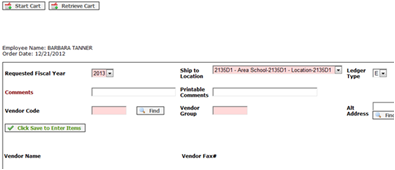 Start Cart Retrieve Cart
Employee Name: BARBARA TANNER
Order Date: 12/21/2012
Requested Fiscal Year 2013 Ship to Location 2135D1 - Area School-2135D1 - Location-2135D1 Ledger Type E
Comments Printable Comments
Vendor Code Find Vendor Group Alt Address Find
Click Save to Enter Items
Vendor Name Vendor Fax#